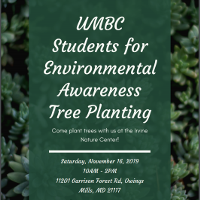 UMBC
Students for
Environmental
Awareness
Tree Planting
Come plant trees with us at the Irvine
Nature Center!
Saturday, November 16, 2019
10AM - 2PM
11201 Garrison Forest Rd, Owings
Mills, MD 21117